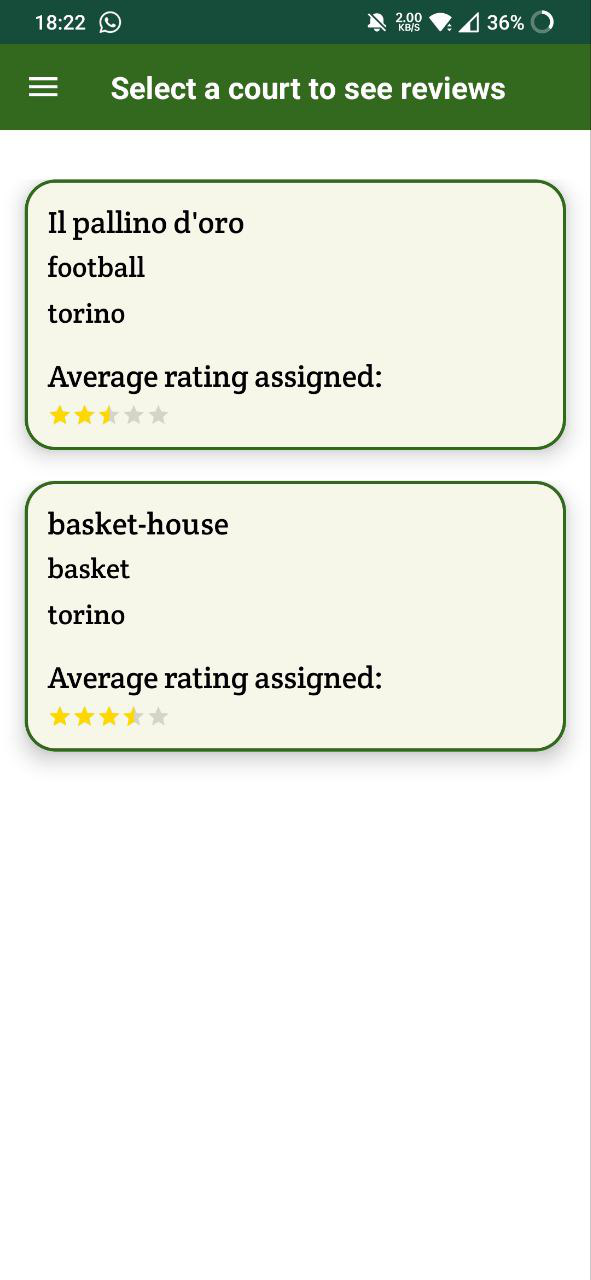 18:22 2.00 KB/S 36%
Select a court to see reviews
Il pallino d'oro
football
torino
Average rating assigned:
basket-house
basket
torino
Average rating assigned: